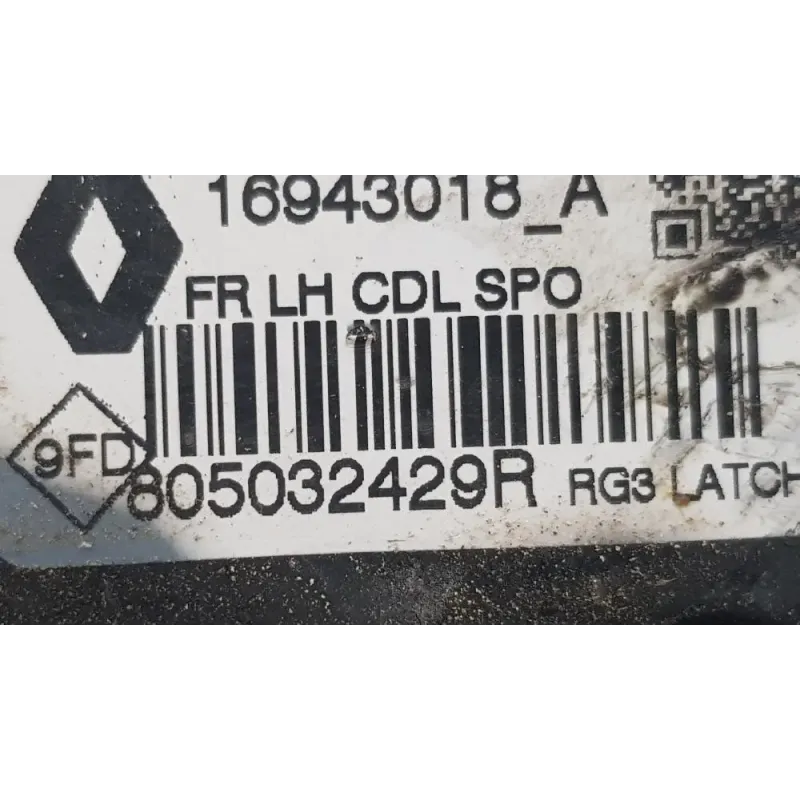 16943018_A
FR LH CDL SPO
9FD
805032429R RG3 LATCH